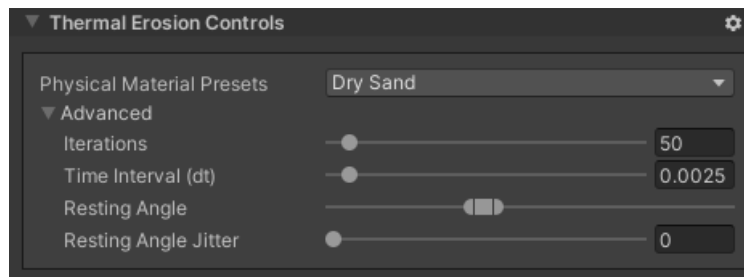 Thermal Erosion Controls
Physical Material Presets Dry Sand
Advanced
Iterations 50
Time Interval (dt) 0.0025
Resting Angle
Resting Angle Jitter 0